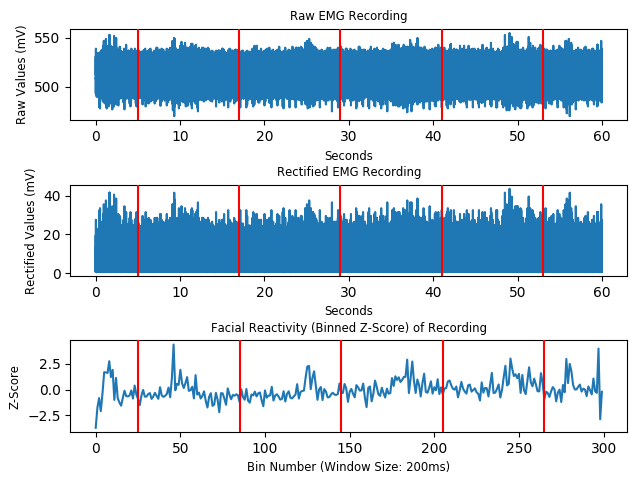 Raw EMG Recording
Raw Values (mV)
550
500
0 10 20 30 40 50 60
Seconds
Rectified EMG Recording
Rectified Values (mV)
40
20
0
0 10 20 30 40 50 60
Seconds
Facial Reactivity (Binned Z-Score) of Recording
Z-Score
2.5
0.0
−2.5
0 50 100 150 200 250 300
Bin Number (Window Size: 200ms)